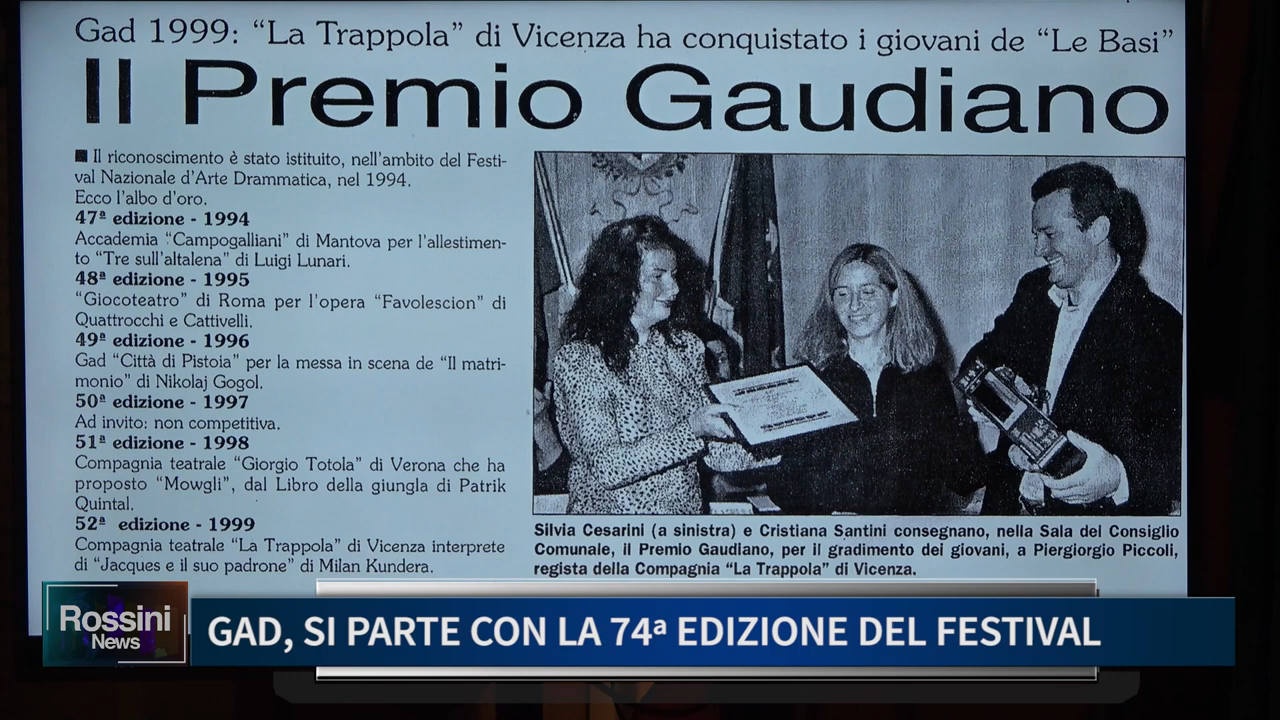 Gad 1999: “La Trappola” di Vicenza ha conquistato i giovani de “Le Basi”
Il Premio Gaudiano
Il riconoscimento è stato istituito, nell’ambito del Festi-
val Nazionale d’Arte Drammatica, nel 1994.
Ecco l’albo d’oro.
47ª edizione - 1994
Accademia “Campogalliani” di Mantova per l’allestimen-
to “Tre sull’altalena” di Luigi Lunari.
48ª edizione - 1995
“Giocoteatro” di Roma per l’opera “Favolescion” di
Quattrocchi e Cattivelli.
49ª edizione - 1996
Gad “Città di Pistoia” per la messa in scena de “Il matri-
monio” di Nikolaj Gogol.
50ª edizione - 1997
Ad invito: non competitiva.
51ª edizione - 1998
Compagnia teatrale “Giorgio Totola” di Verona che ha
proposto “Mowgli”, dal Libro della giungla di Patrik
Quintal.
52ª edizione - 1999
Compagnia teatrale “La Trappola” di Vicenza interprete
di “Jacques e il suo padrone” di Milan Kundera.
Silvia Cesarini (a sinistra) e Cristiana Santini consegnano, nella Sala del Consiglio
Comunale, il Premio Gaudiano, per il gradimento dei giovani, a Piergiorgio Piccoli,
regista della Compagnia “La Trappola” di Vicenza.
Rossini
News
GAD, SI PARTE CON LA 74ª EDIZIONE DEL FESTIVAL